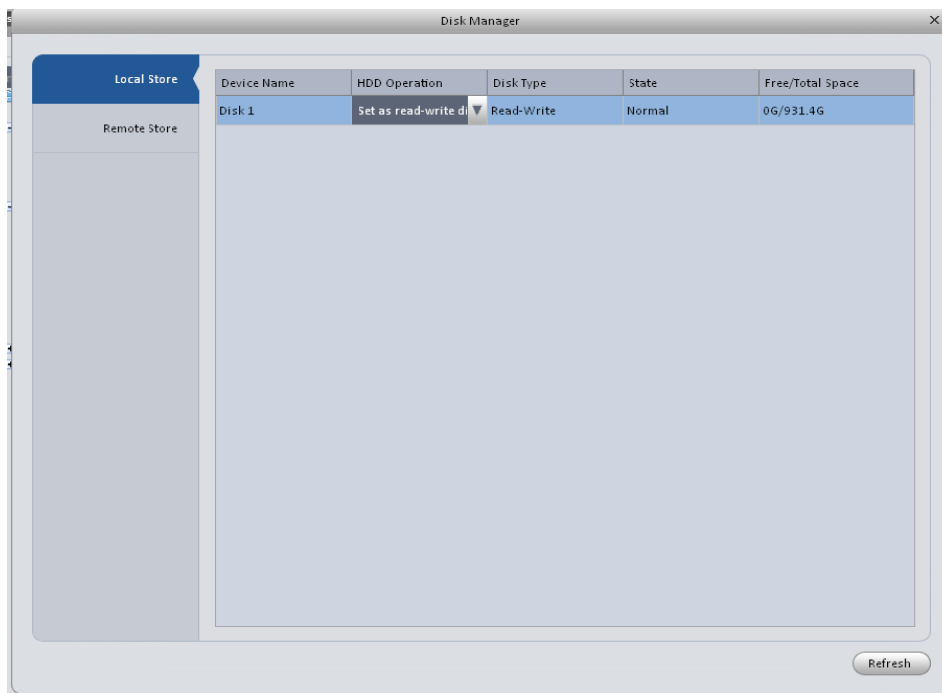 Disk Manager
Local Store
Remote Store
Device Name HDD Operation Disk Type State Free/Total Space
Disk 1 Set as read-write di Read-Write Normal 0G/931.4G
Refresh